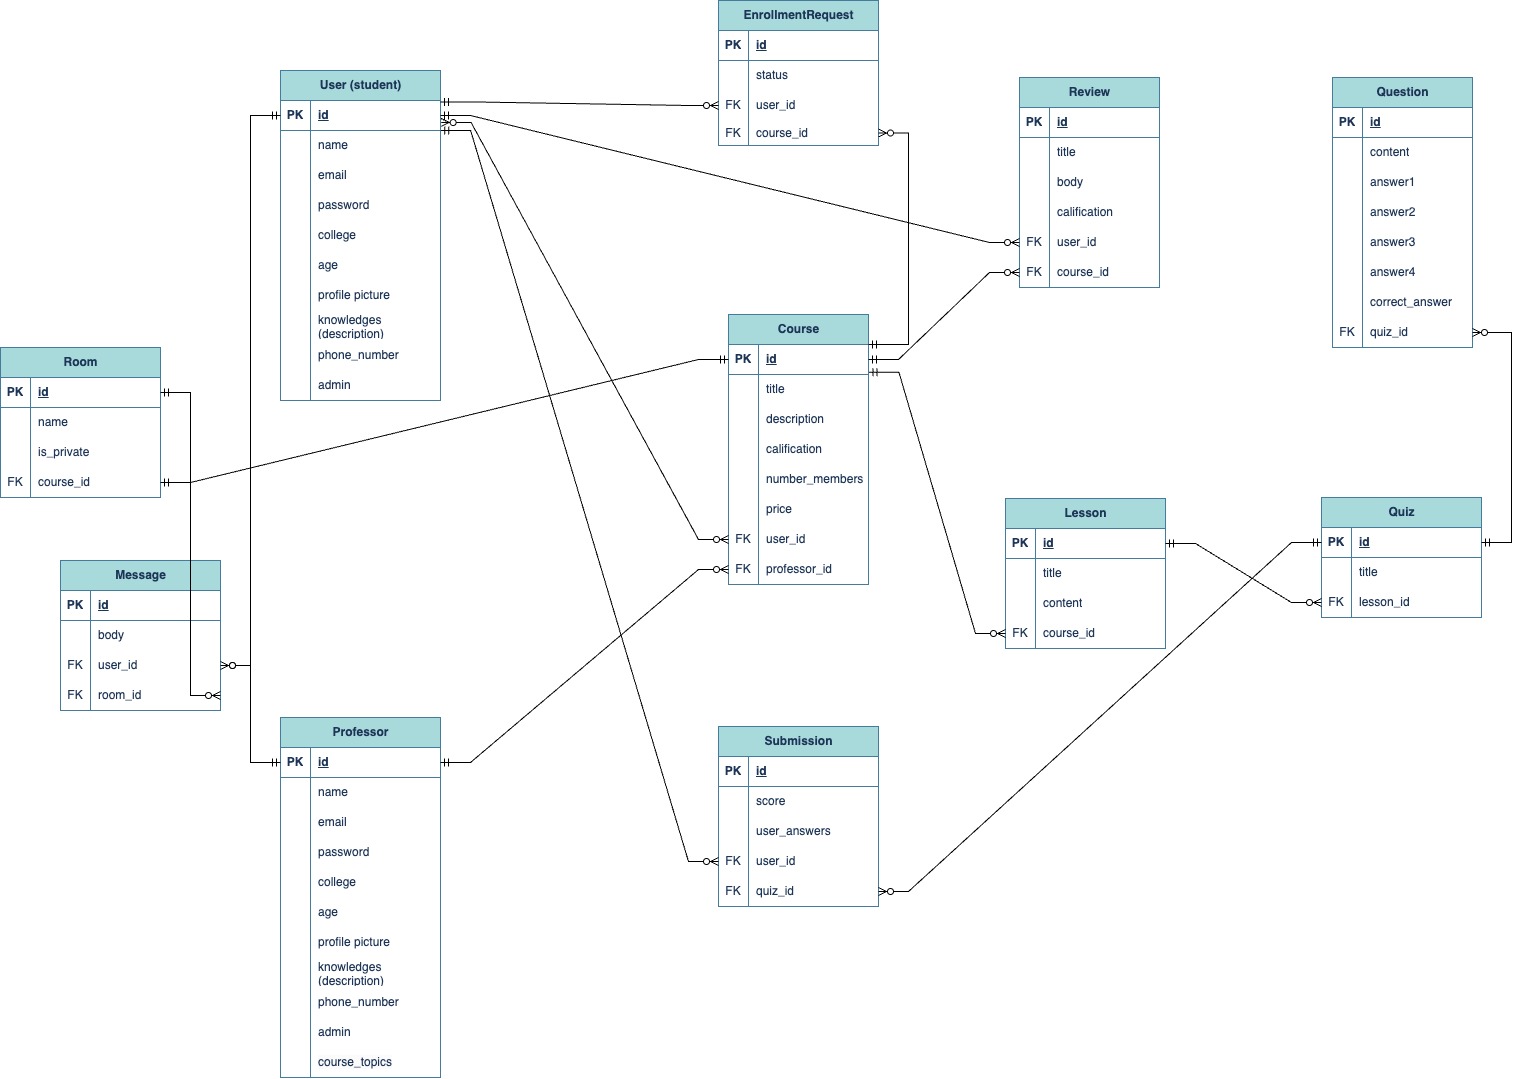 EnrollmentRequest
PK id
status
FK user_id
FK course_id
User (student)
PK id
name
email
password
college
age
profile picture
knowledges
(description)
phone_number
admin
Review
PK id
title
body
calification
FK user_id
FK course_id
Question
PK id
content
answer1
answer2
answer3
answer4
correct_answer
FK quiz_id
Course
PK id
title
description
calification
number_members
price
FK user_id
FK professor_id
Room
PK id
name
is_private
FK course_id
Lesson
PK id
title
content
FK course_id
Quiz
PK id
title
FK lesson_id
Message
PK id
body
FK user_id
FK room_id
Professor
PK id
name
email
password
college
age
profile picture
knowledges
(description)
phone_number
admin
course_topics
Submission
PK id
score
user_answers
FK user_id
FK quiz_id